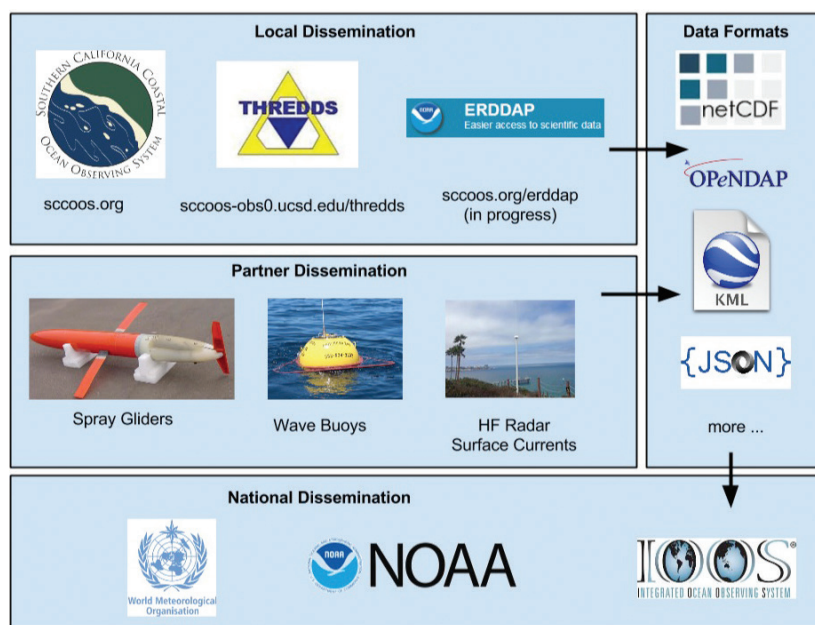 Local Dissemination
SOUTHERN CALIFORNIA COASTAL
OCEAN OBSERVING SYSTEM
sccoos.org
THREDDS
sccoos-obs0.ucsd.edu/thredds
NOAA
ERDDAP
Easier access to scientific data
sccoos.org/erddap
(in progress)
Data Formats
netCDF
OPeNDAP
KML
{JSON}
more ...
Partner Dissemination
Spray Gliders
Wave Buoys
HF Radar
Surface Currents
National Dissemination
World Meteorological
Organisation
NOAA
NOAA
IOOS®
INTEGRATED OCEAN OBSERVING SYSTEM